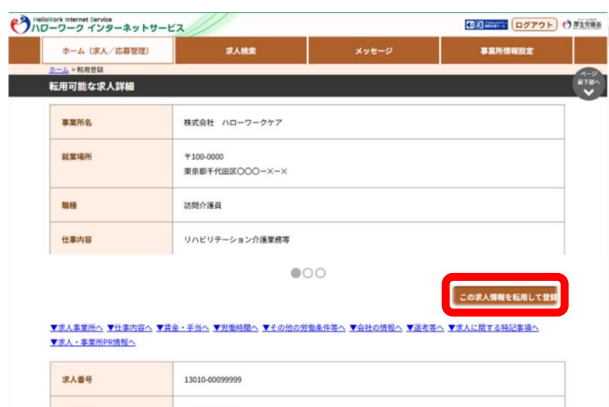 HelloWork Internet Service
ハローワーク インターネットサービス
ログアウト
厚生労働省
ホーム（求人／応募管理）
求人検索
メッセージ
事業所情報設定
ホーム > 転用登録
転用可能な求人詳細
ページ
最下部へ
事業所名
株式会社　ハローワークケア
就業場所
〒100-0000
東京都千代田区〇〇〇ー×ー×
職種
訪問介護員
仕事内容
リハビリテーション介護業務等
この求人情報を転用して登録
▼求人事業所へ ▼仕事内容へ ▼賃金・手当へ ▼労働時間へ ▼その他の労働条件等へ ▼会社の情報へ ▼選考等へ ▼求人に関する特記事項へ
▼求人・事業所PR情報へ
求人番号
13010-00099999